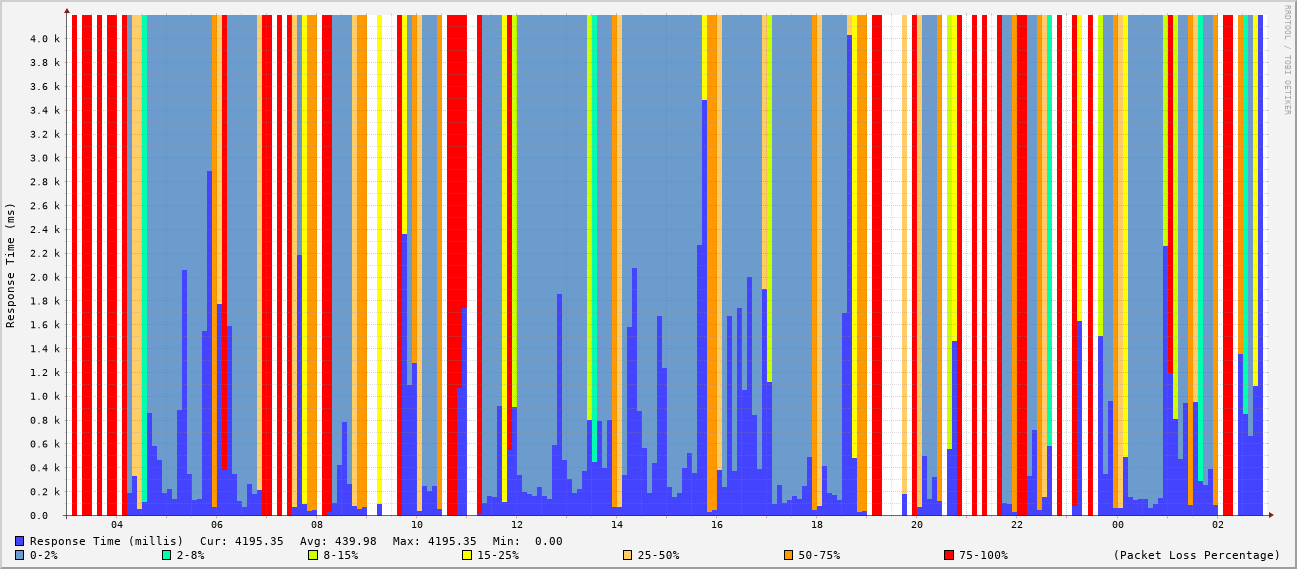 RRDTOOL / TOBI OETIKER
Response Time (ms)
4.0 k
3.8 k
3.6 k
3.4 k
3.2 k
3.0 k
2.8 k
2.6 k
2.4 k
2.2 k
2.0 k
1.8 k
1.6 k
1.4 k
1.2 k
1.0 k
0.8 k
0.6 k
0.4 k
0.2 k
0.0
04 06 08 10 12 14 16 18 20 22 00 02
Response Time (millis) Cur: 4195.35 Avg: 439.98 Max: 4195.35 Min: 0.00
0-2% 2-8% 8-15% 15-25% 25-50% 50-75% 75-100% (Packet Loss Percentage)